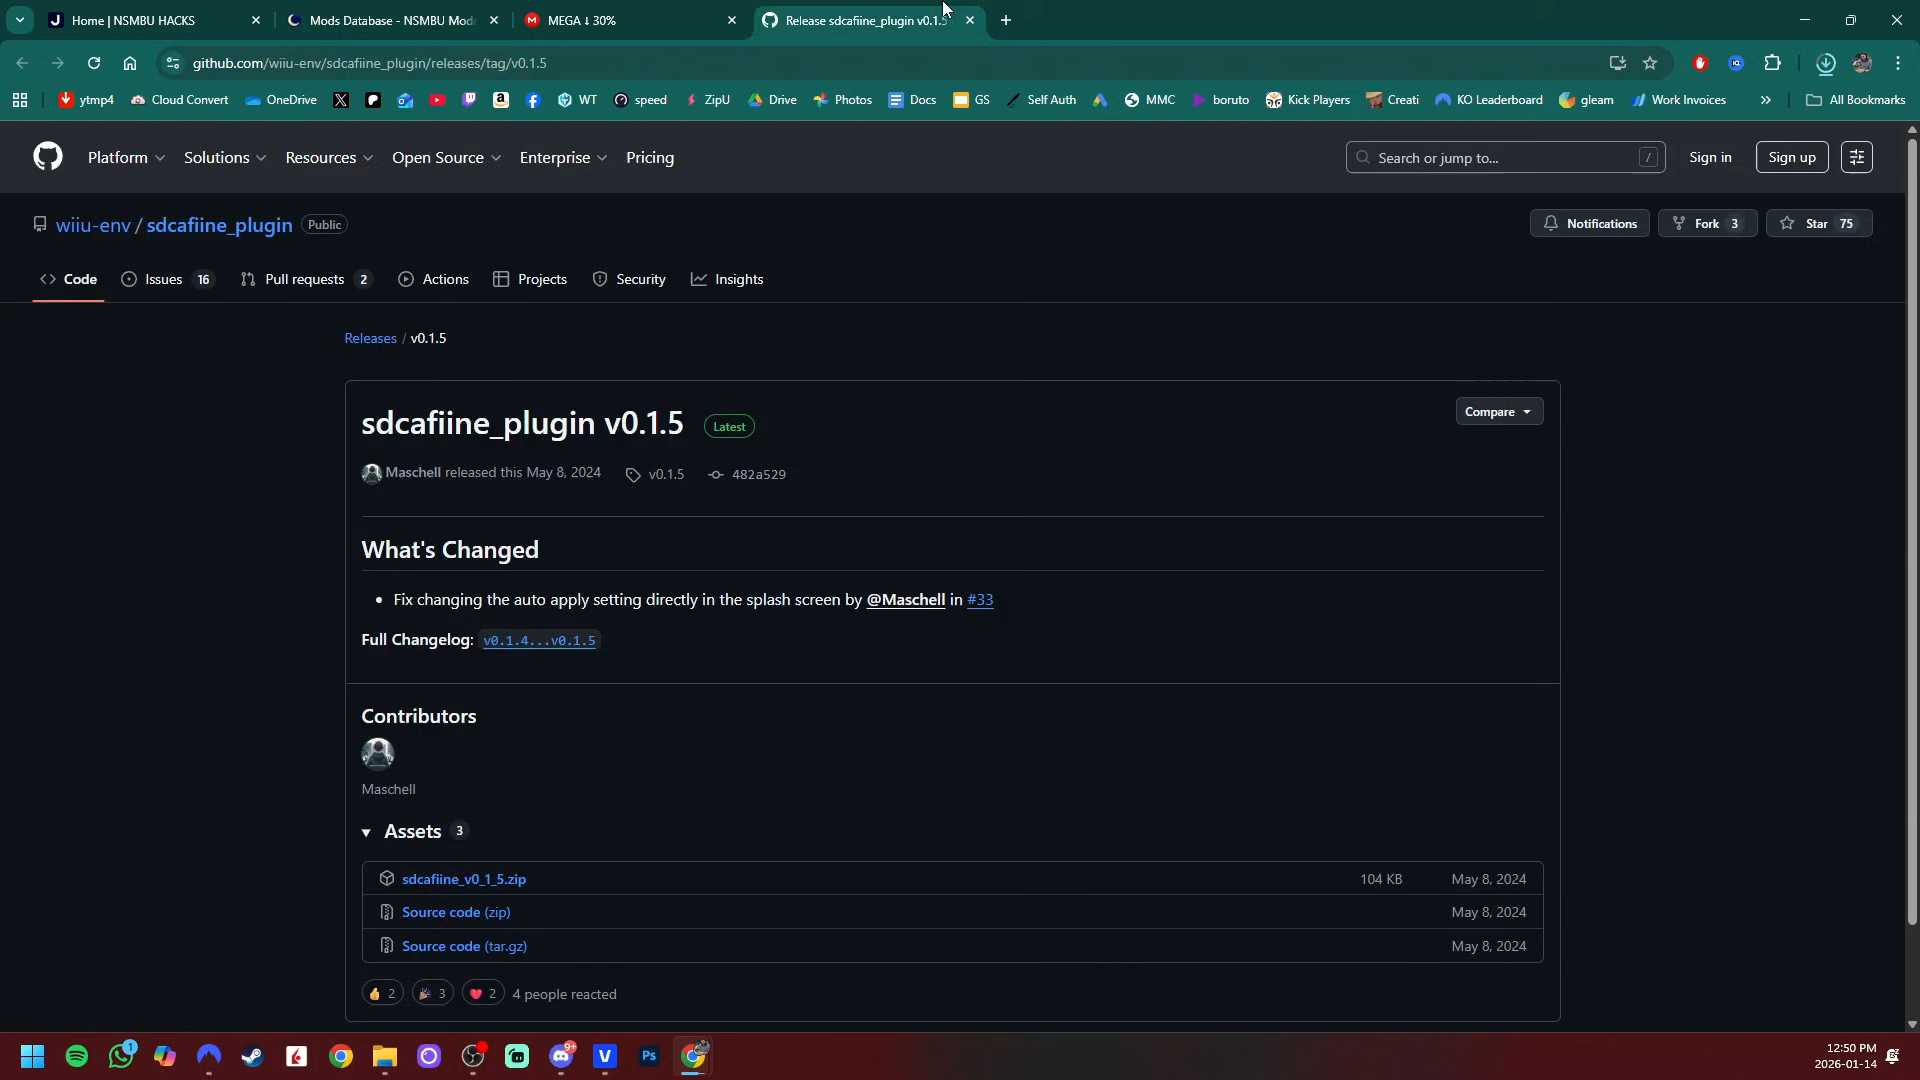 Home | NSMBU HACKS
Mods Database - NSMBU Mod
MEGA ↓ 30%
Release sdcafiine_plugin v0.1.5
github.com/wiiu-env/sdcafiine_plugin/releases/tag/v0.1.5
ytmp4
Cloud Convert
OneDrive
WT
speed
ZipU
Drive
Photos
Docs
GS
Self Auth
MMC
boruto
Kick Players
Creati
KO Leaderboord
gleam
Work Invoices
»
All Bookmarks
Platform
Solutions
Resources
Open Source
Enterprise
Pricing
Search or jump to...
/
Sign in
Sign up
wiiu-env / sdcafiine_plugin
Public
Notifications
Fork 3
Star 75
Code
Issues 16
Pull requests 2
Actions
Projects
Security
Insights
Releases / v0.1.5
sdcafiine_plugin v0.1.5
Latest
Compare
Maschell released this May 8, 2024
v0.1.5
482a529
What's Changed
• Fix changing the auto apply setting directly in the splash screen by @Maschell in #33
Full Changelog: v0.1.4...v0.1.5
Contributors
Maschell
Assets 3
sdcafiine_v0_1_5.zip
104 KB
May 8, 2024
Source code (zip)
May 8, 2024
Source code (tar.gz)
May 8, 2024
2
3
2
4 people reacted
1
9+
V
Ps
12:50 PM
2026-01-14